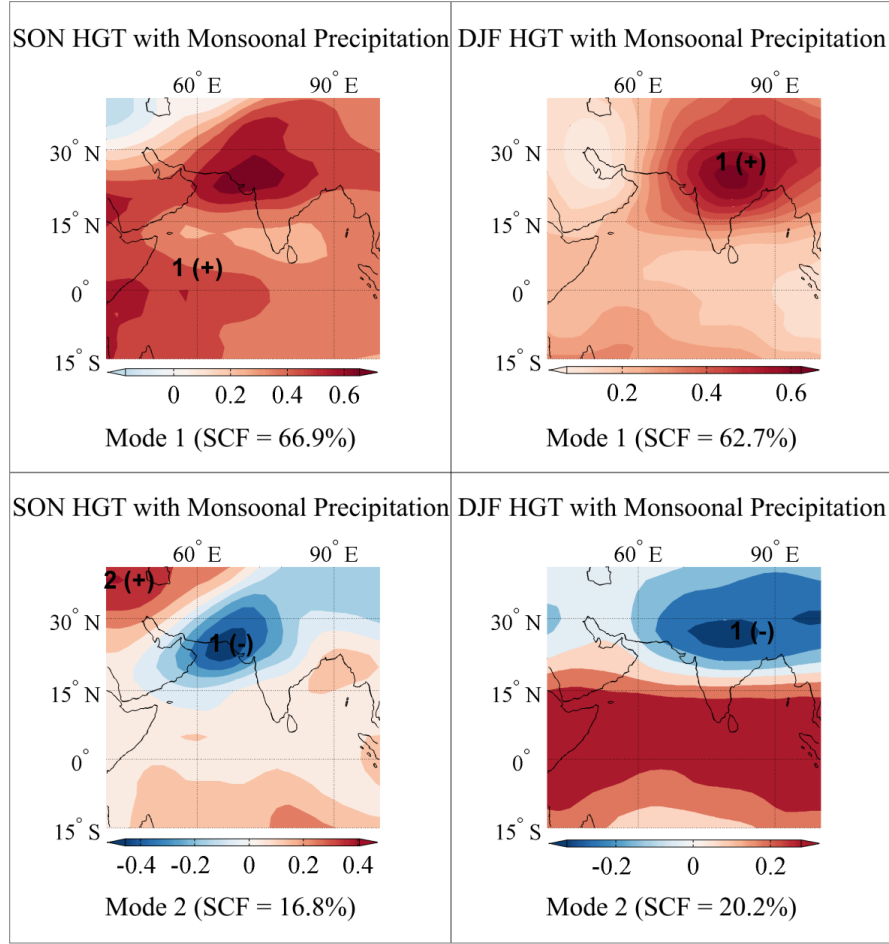 SON HGT with Monsoonal Precipitation
60° E 90° E
30° N
15° N
1 (+)
0°
15° S
0 0.2 0.4 0.6
Mode 1 (SCF = 66.9%)
DJF HGT with Monsoonal Precipitation
60° E 90° E
30° N
1 (+)
15° N
0°
15° S
0.2 0.4 0.6
Mode 1 (SCF = 62.7%)
SON HGT with Monsoonal Precipitation
60° E 90° E
2 (+)
30° N
1 (-)
15° N
0°
15° S
-0.4 -0.2 0 0.2 0.4
Mode 2 (SCF = 16.8%)
DJF HGT with Monsoonal Precipitation
60° E 90° E
30° N
1 (-)
15° N
0°
15° S
-0.2 0 0.2
Mode 2 (SCF = 20.2%)